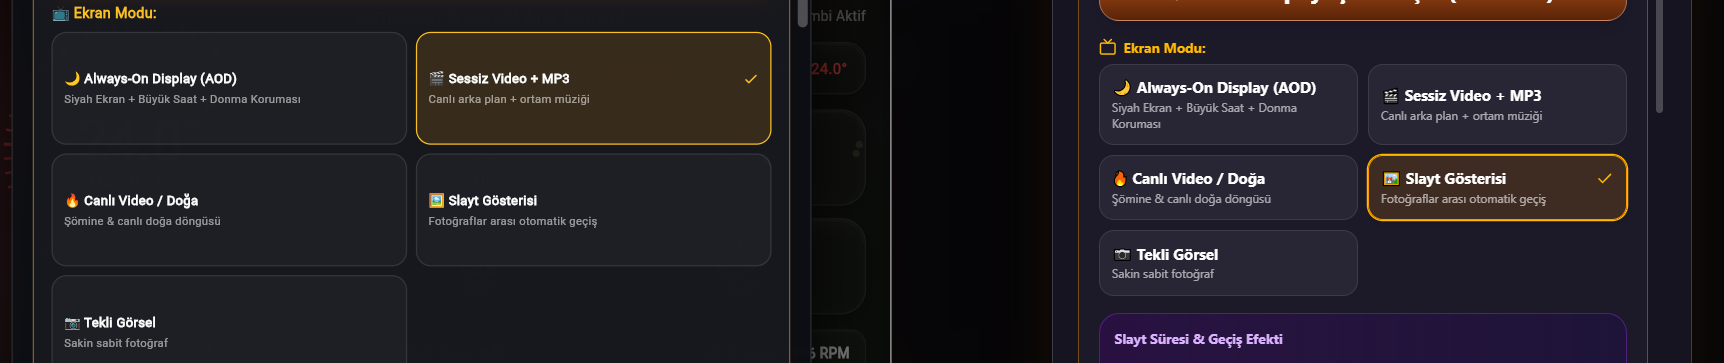 Ekran Modu:
mbi Aktif
Always-On Display (AOD)
Siyah Ekran + Büyük Saat + Donma Koruması
Sessiz Video + MP3
Canlı arka plan + ortam müziği
24.0°
Canlı Video / Doğa
Şömine & canlı doğa döngüsü
Slayt Gösterisi
Fotoğraflar arası otomatik geçiş
Tekli Görsel
Sakin sabit fotoğraf
RPM
Ekran Modu:
Always-On Display (AOD)
Siyah Ekran + Büyük Saat + Donma
Koruması
Sessiz Video + MP3
Canlı arka plan + ortam müziği
Canlı Video / Doğa
Şömine & canlı doğa döngüsü
Slayt Gösterisi
Fotoğraflar arası otomatik geçiş
Tekli Görsel
Sakin sabit fotoğraf
Slayt Süresi & Geçiş Efekti